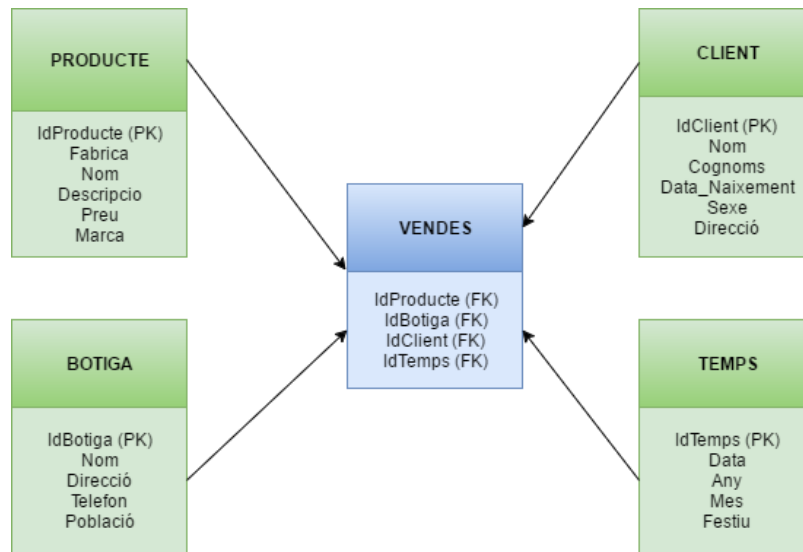 PRODUCTE
IdProducte (PK)
Fabrica
Nom
Descripcio
Preu
Marca
CLIENT
IdClient (PK)
Nom
Cognoms
Data_Naixement
Sexe
Direcció
VENDES
IdProducte (FK)
IdBotiga (FK)
IdClient (FK)
IdTemps (FK)
BOTIGA
IdBotiga (PK)
Nom
Direcció
Telefon
Població
TEMPS
IdTemps (PK)
Data
Any
Mes
Festiu